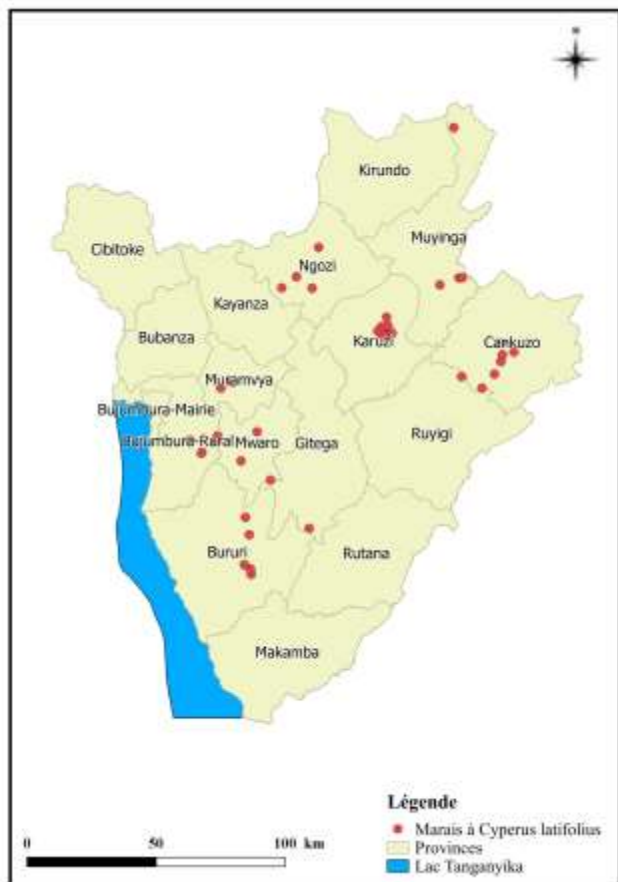 N
Kirundo
Cibitoke
Muyinga
Ngozi
Kayanza
Bubanza
Karuzi
Cankuzo
Muramvya
Bujumbura-Mairie
Ruyigi
Bujumbura-Rural
Mwaro
Gitega
Bururi
Rutana
Makamba
Légende
Marais à Cyperus latifolius
Provinces
Lac Tanganyika
0 50 100 km